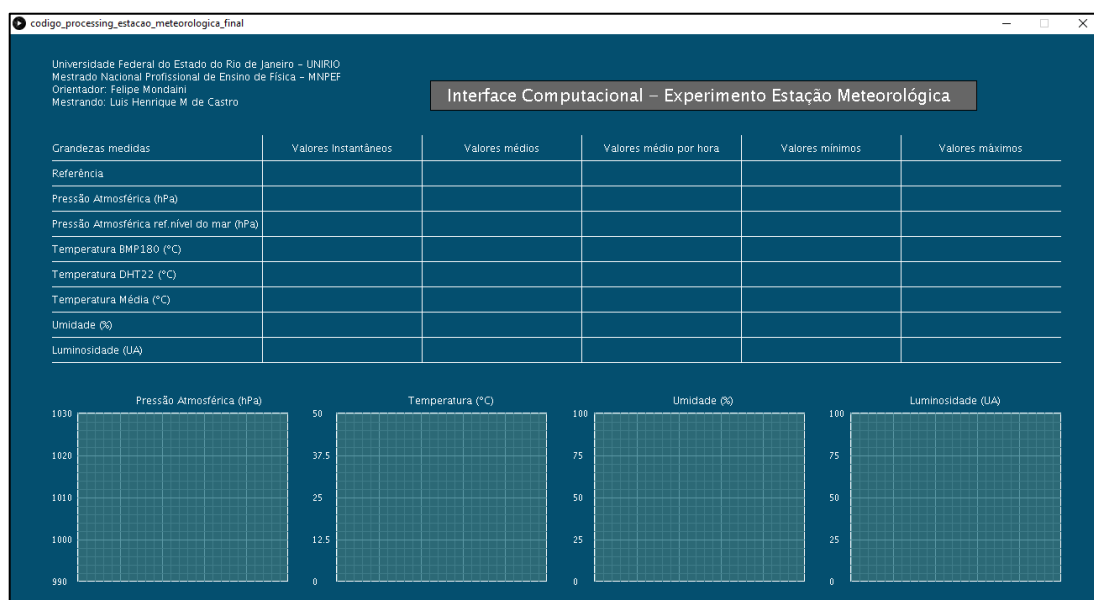 codigo_processing_estacao_meteorologica_final
Universidade Federal do Estado do Rio de Janeiro – UNIRIO
Mestrado Nacional Profissional de Ensino de Física – MNPEF
Orientador: Felipe Mondaini
Mestrando: Luis Henrique M de Castro
Interface Computacional – Experimento Estação Meteorológica
Grandezas medidas Valores Instantâneos Valores médios Valores médio por hora Valores mínimos Valores máximos
Referência
Pressão Atmosférica (hPa)
Pressão Atmosférica ref.nível do mar (hPa)
Temperatura BMP180 (°C)
Temperatura DHT22 (°C)
Temperatura Média (°C)
Umidade (%)
Luminosidade (UA)
Pressão Atmosférica (hPa)
1030
1020
1010
1000
990
Temperatura (°C)
50
37.5
25
12.5
0
Umidade (%)
100
75
50
25
0
Luminosidade (UA)
100
75
50
25
0